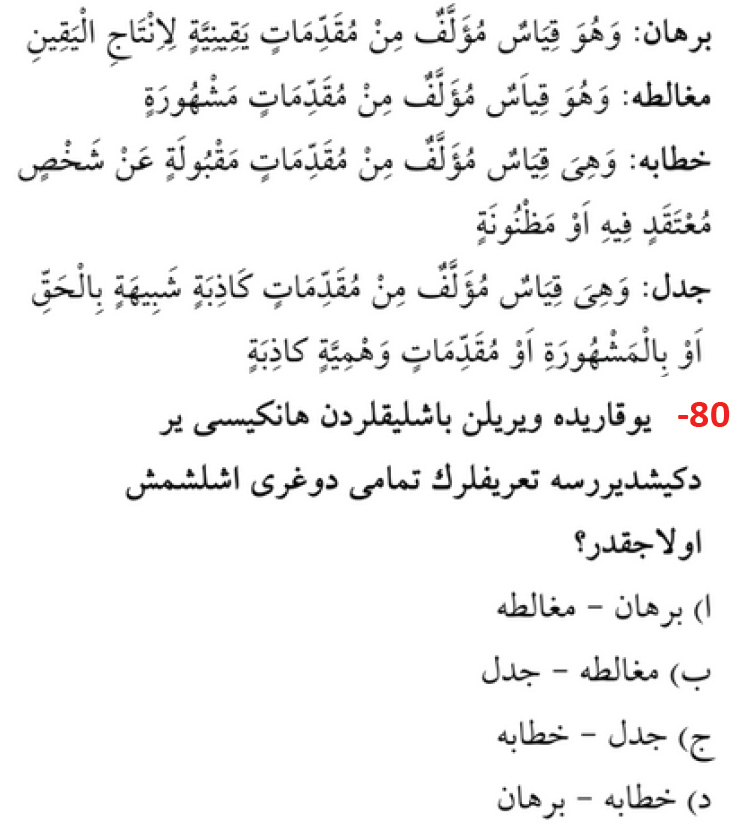 برهان: وَهُوَ قِيَاسٌ مُؤَلَّفٌ مِنْ مُقَدِّمَاتٍ يَقِينِيَّةٍ لِاِنْتَاجِ الْيَقِينِ
مغالطه: وَهُوَ قِيَاَسٌ مُؤَلَّفٌ مِنْ مُقَدِّمَاتٍ مَشْهُورَةٍ
خطابه: وَهِىَ قِيَاسٌ مُؤَلَّفٌ مِنْ مُقَدِّمَاتٍ مَقْبُولَةٍ عَنْ شَخْصٍ
مُعْتَقَدٍ فِيهِ اَوْ مَظْنُونَةٍ
جدل: وَهِىَ قِيَاسٌ مُؤَلَّفٌ مِنْ مُقَدِّمَاتٍ كَاذِبَةٍ شَبِيهَةٍ بِالْحَقِّ
اَوْ بِالْمَشْهُورَةِ اَوْ مُقَدِّمَاتٍ وَهْمِيَّةٍ كاذِبَةٍ
80- يوقاريده ويريلن باشليقلردن هانكيسى ير
دكيشديررسه تعريفلرك تمامى دوغرى اشلشمش
اولاجقدر؟
ا) برهان – مغالطه
ب) مغالطه – جدل
ج) جدل – خطابه
د) خطابه – برهان